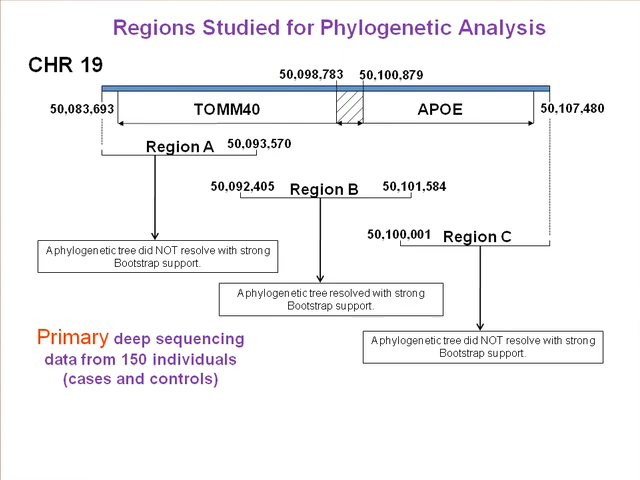 Regions Studied for Phylogenetic Analysis
CHR 19
50,098,783
50,100,879
50,083,693
TOMM40
APOE
50,107,480
Region A
50,093,570
50,092,405
Region B
50,101,584
50,100,001
Region C
A phylogenetic tree did NOT resolve with strong
Bootstrap support.
A phylogenetic tree resolved with strong
Bootstrap support.
A phylogenetic tree did NOT resolve with strong
Bootstrap support.
Primary deep sequencing
data from 150 individuals
(cases and controls)